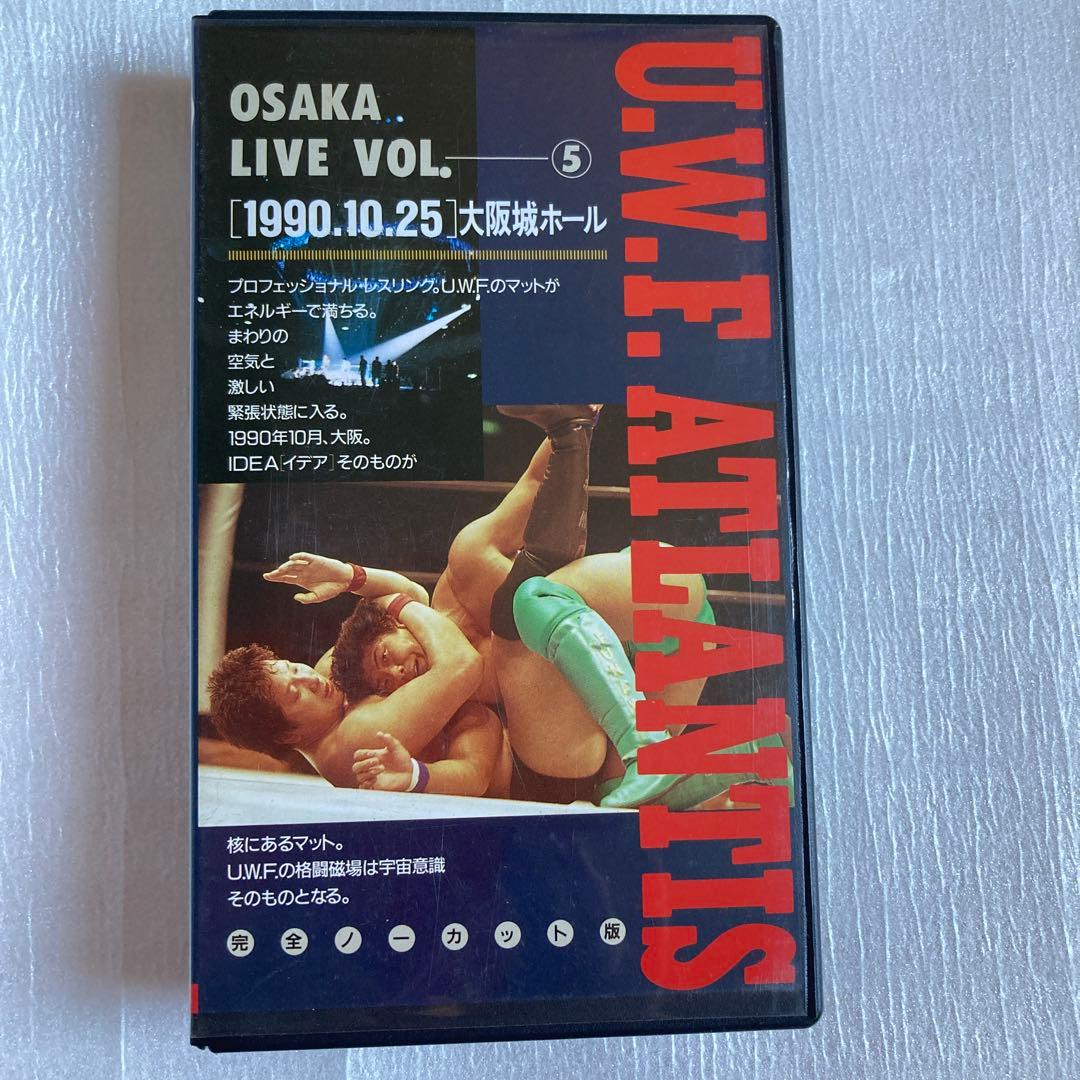 OSAKA
LIVE VOL.5
[1990.10.25]大阪城ホール
プロフェッショナル・レスリング。U.W.F.のマットが
エネルギーで満ちる。
まわりの
空気と
激しい
緊張状態に入る。
1990年10月、大阪。
IDEA[イデア]そのものが
核にあるマット。
U.W.F.の格闘磁場は宇宙意識
そのものとなる。
完全ノーカット版
U.W.F. ATLANTIS